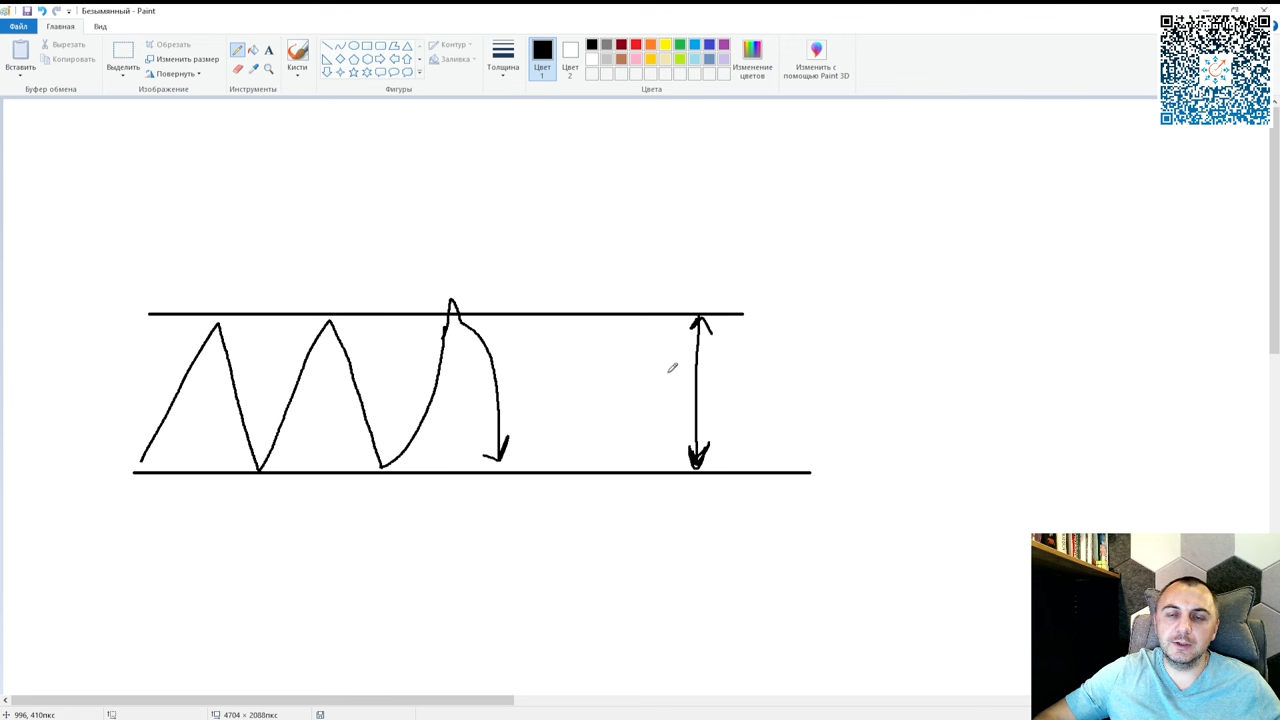 Безымянный - Paint
Файл Главная Вид
Вставить
Вырезать
Копировать
Буфер обмена
Выделить
Обрезать
Изменить размер
Повернуть
Изображение
A
Инструменты
Кисти
Контур
Заливка
Фигуры
Толщина
Цвет
1
Цвет
2
Изменение
цветов
Цвета
Изменить с
помощью Paint 3D
996, 410пкс
4704 × 2088пкс